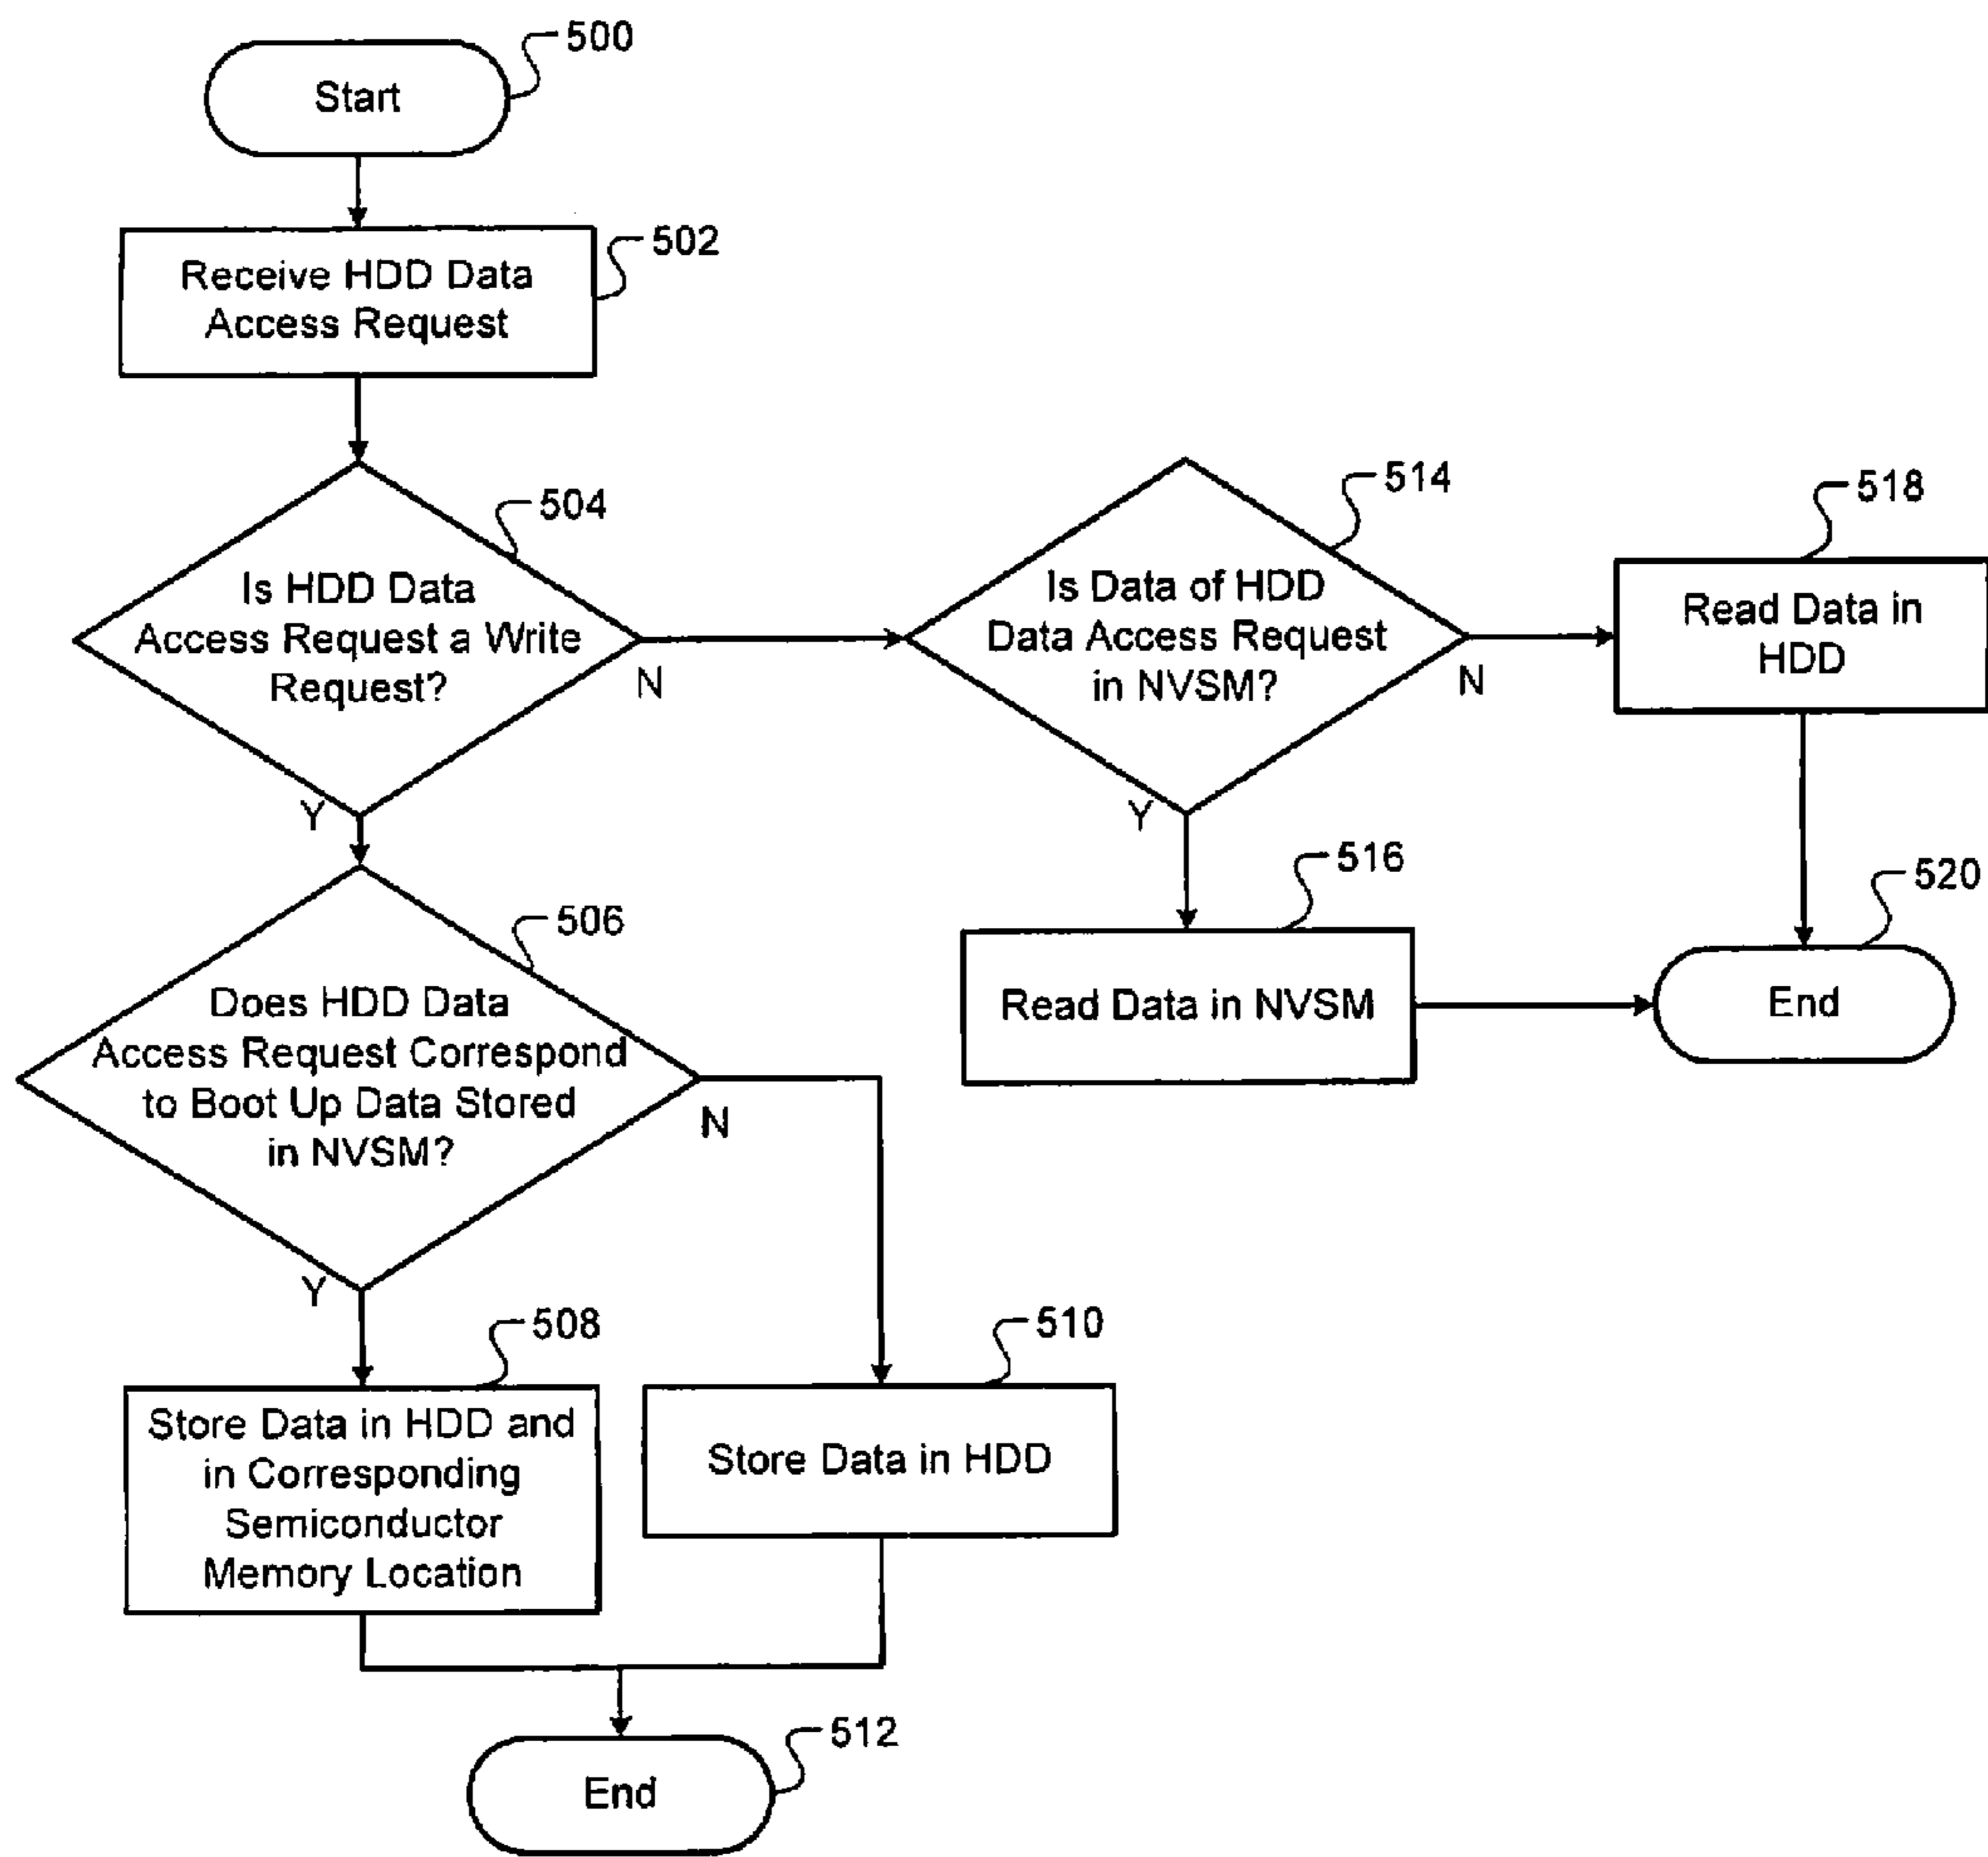 500
Start
502
Receive HDD Data
Access Request
504
Is HDD Data
Access Request a Write
Request?
N
Y
514
Is Data of HDD
Data Access Request
in NVSM?
N
Y
518
Read Data in
HDD
516
Read Data in NVSM
520
End
506
Does HDD Data
Access Request Correspond
to Boot Up Data Stored
in NVSM?
N
Y
508
Store Data in HDD and
in Corresponding
Semiconductor
Memory Location
510
Store Data in HDD
512
End